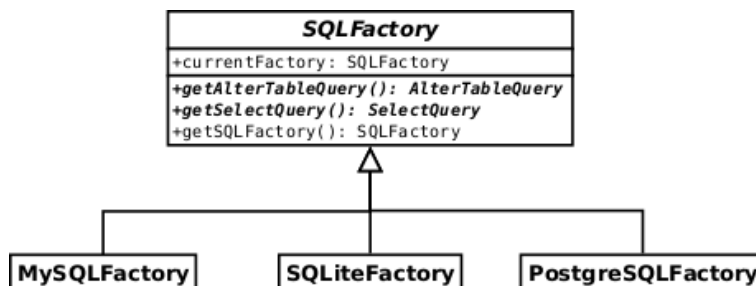 SQLFactory
+currentFactory: SQLFactory
+getAlterTableQuery(): AlterTableQuery
+getSelectQuery(): SelectQuery
+getSQLFactory(): SQLFactory
MySQLFactory SQLiteFactory PostgreSQLFactory